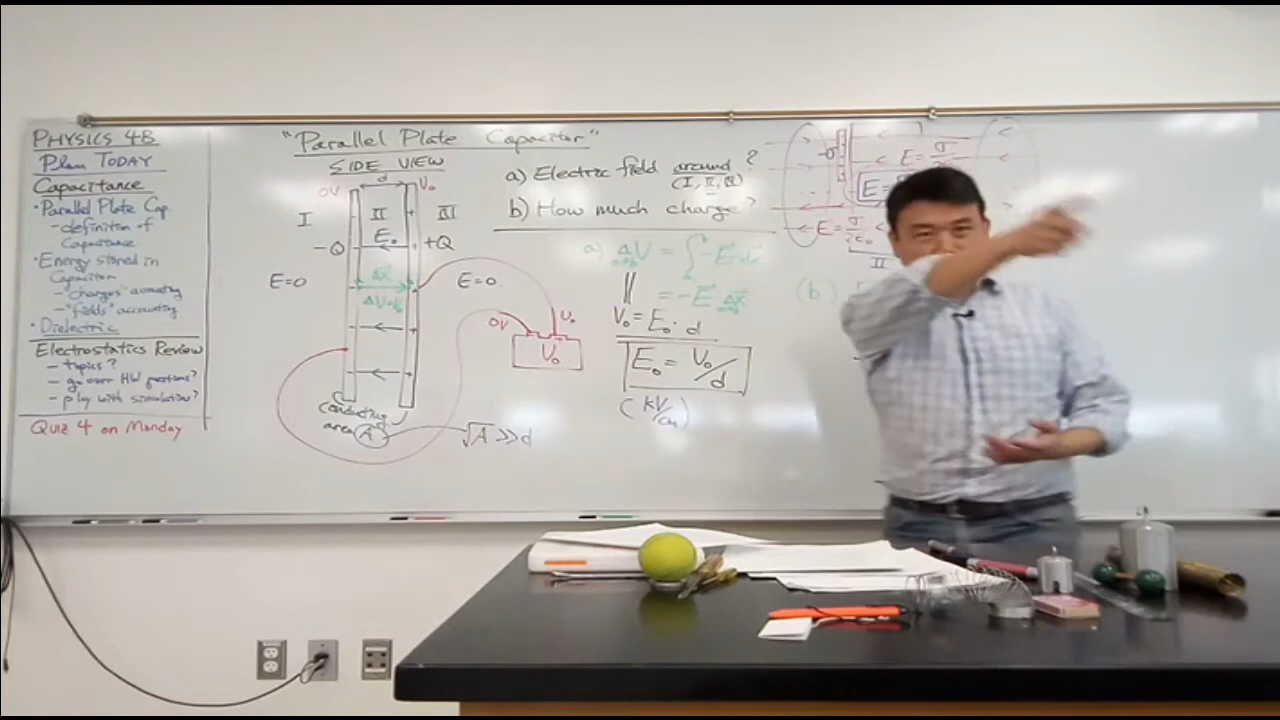 PHYSICS 4B
Plan TODAY
Capacitance
• Parallel Plate Cap
- definition of
Capacitance
• Energy stored in
Capacitor
- "charges" accounting
- "fields" accounting
• Dielectric
Electrostatics Review
- topics?
- go over HW questions?
- play with simulation?
Quiz 4 on Monday
"Parallel Plate Capacitor"
SIDE VIEW
0V d V₀
I II III
E₀
-Q +Q
E=0 E=0
Δx
0V V₀
V₀
conducting
area A
√A >> d
a) Electric field around ?
(I, II, III)
b) How much charge?
a) ΔV = ∫ -E⃗ dx⃗
a→b
|| = -E⃗ Δx⃗
a→b
V₀ = E₀ · d
E₀ = V₀/d
(kV/cm)
-σ
E = σ
E=
E = σ/2ε₀
II
(b)